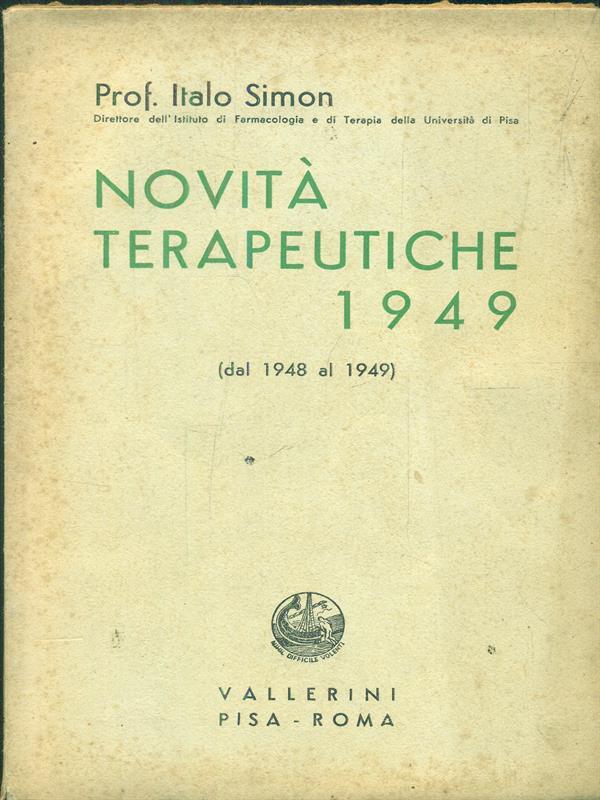 Prof. Italo Simon
Direttore dell'Istituto di Farmacologia e di Terapia della Università di Pisa
NOVITÀ
TERAPEUTICHE
1949
(dal 1948 al 1949)
NIHIL DIFFICILE VOLENTI
VALLERINI
PISA - ROMA